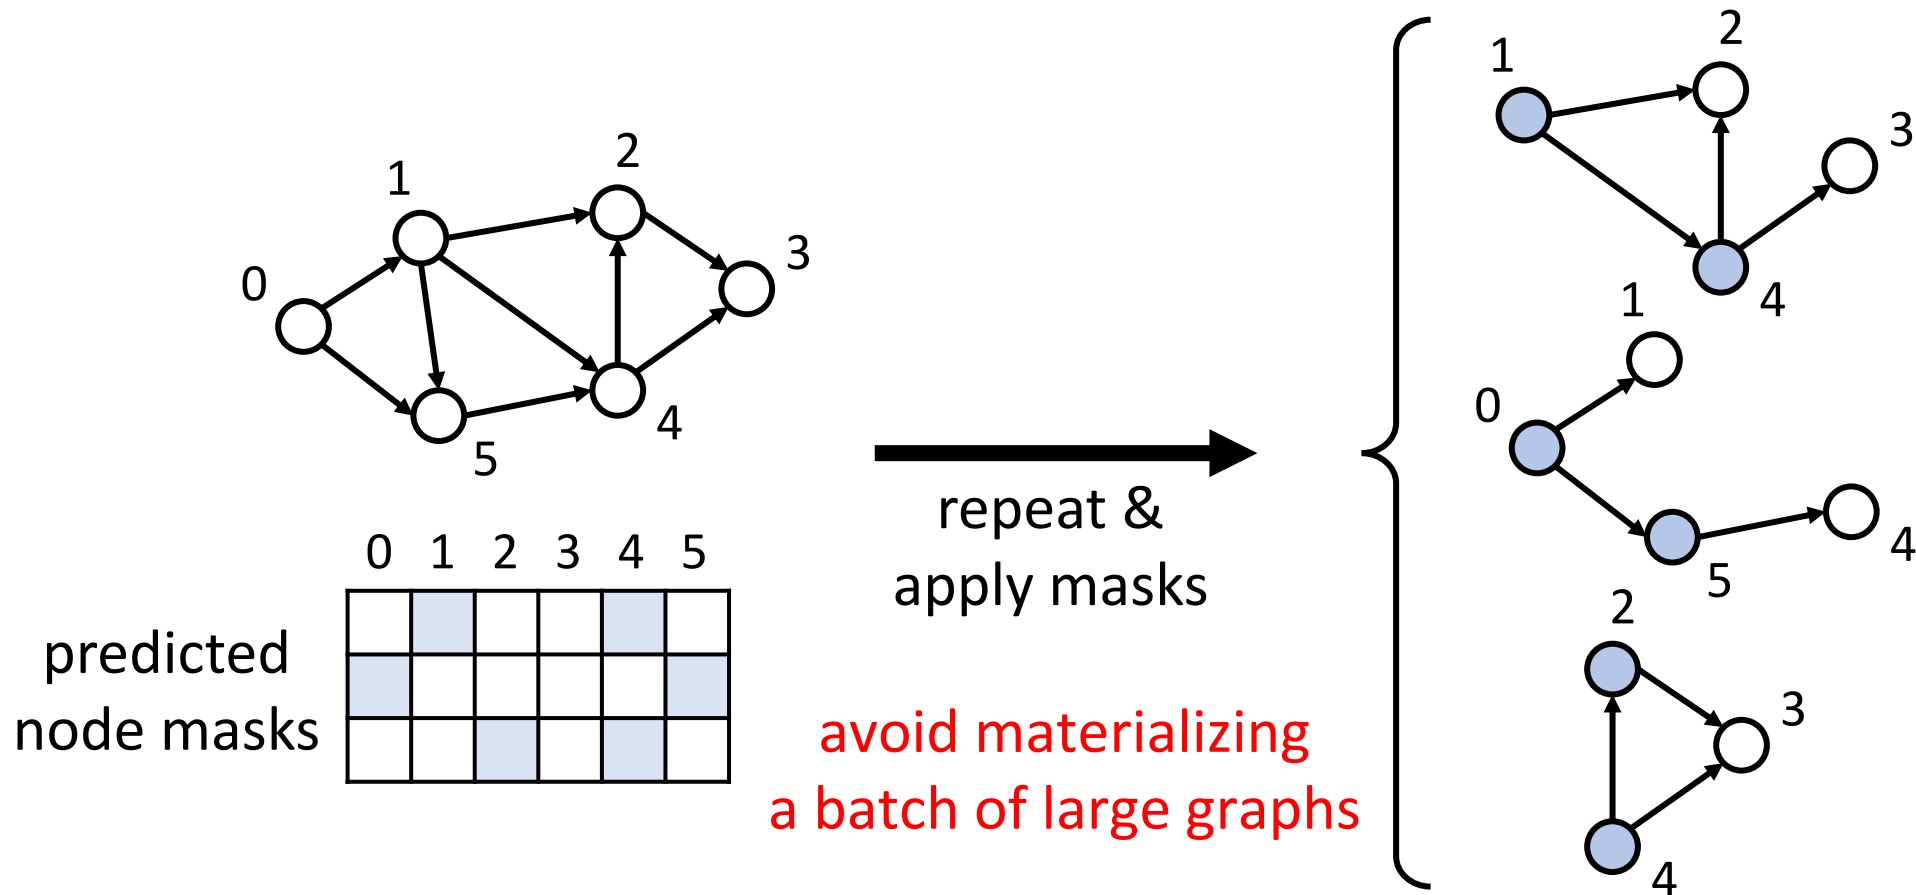 0
1
2
3
4
5
0 1 2 3 4 5
predicted
node masks
repeat &
apply masks
avoid materializing
a batch of large graphs
1
2
3
4
0
1
5
4
2
3
4